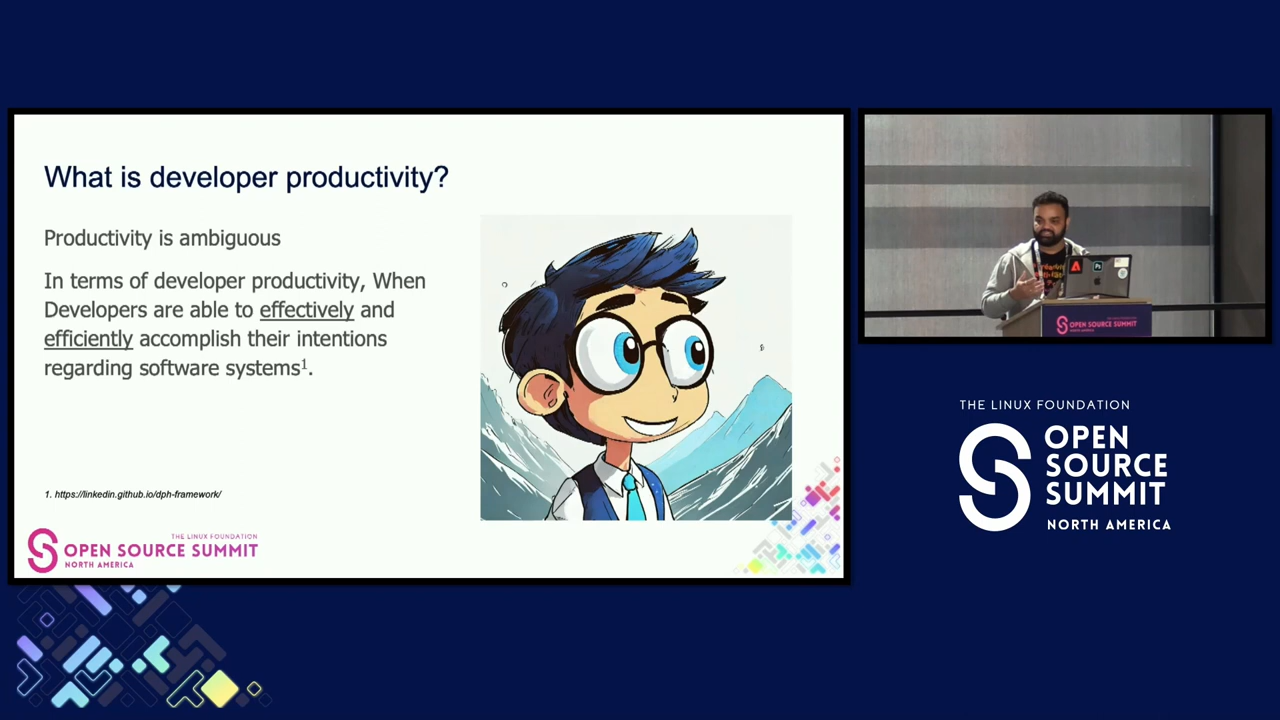 What is developer productivity?
Productivity is ambiguous
In terms of developer productivity, When
Developers are able to effectively and
efficiently accomplish their intentions
regarding software systems¹.
1. https://linkedin.github.io/dph-framework/
THE LINUX FOUNDATION
OPEN SOURCE SUMMIT
NORTH AMERICA
OPEN SOURCE SUMMIT
THE LINUX FOUNDATION
OPEN
SOURCE
SUMMIT
NORTH AMERICA